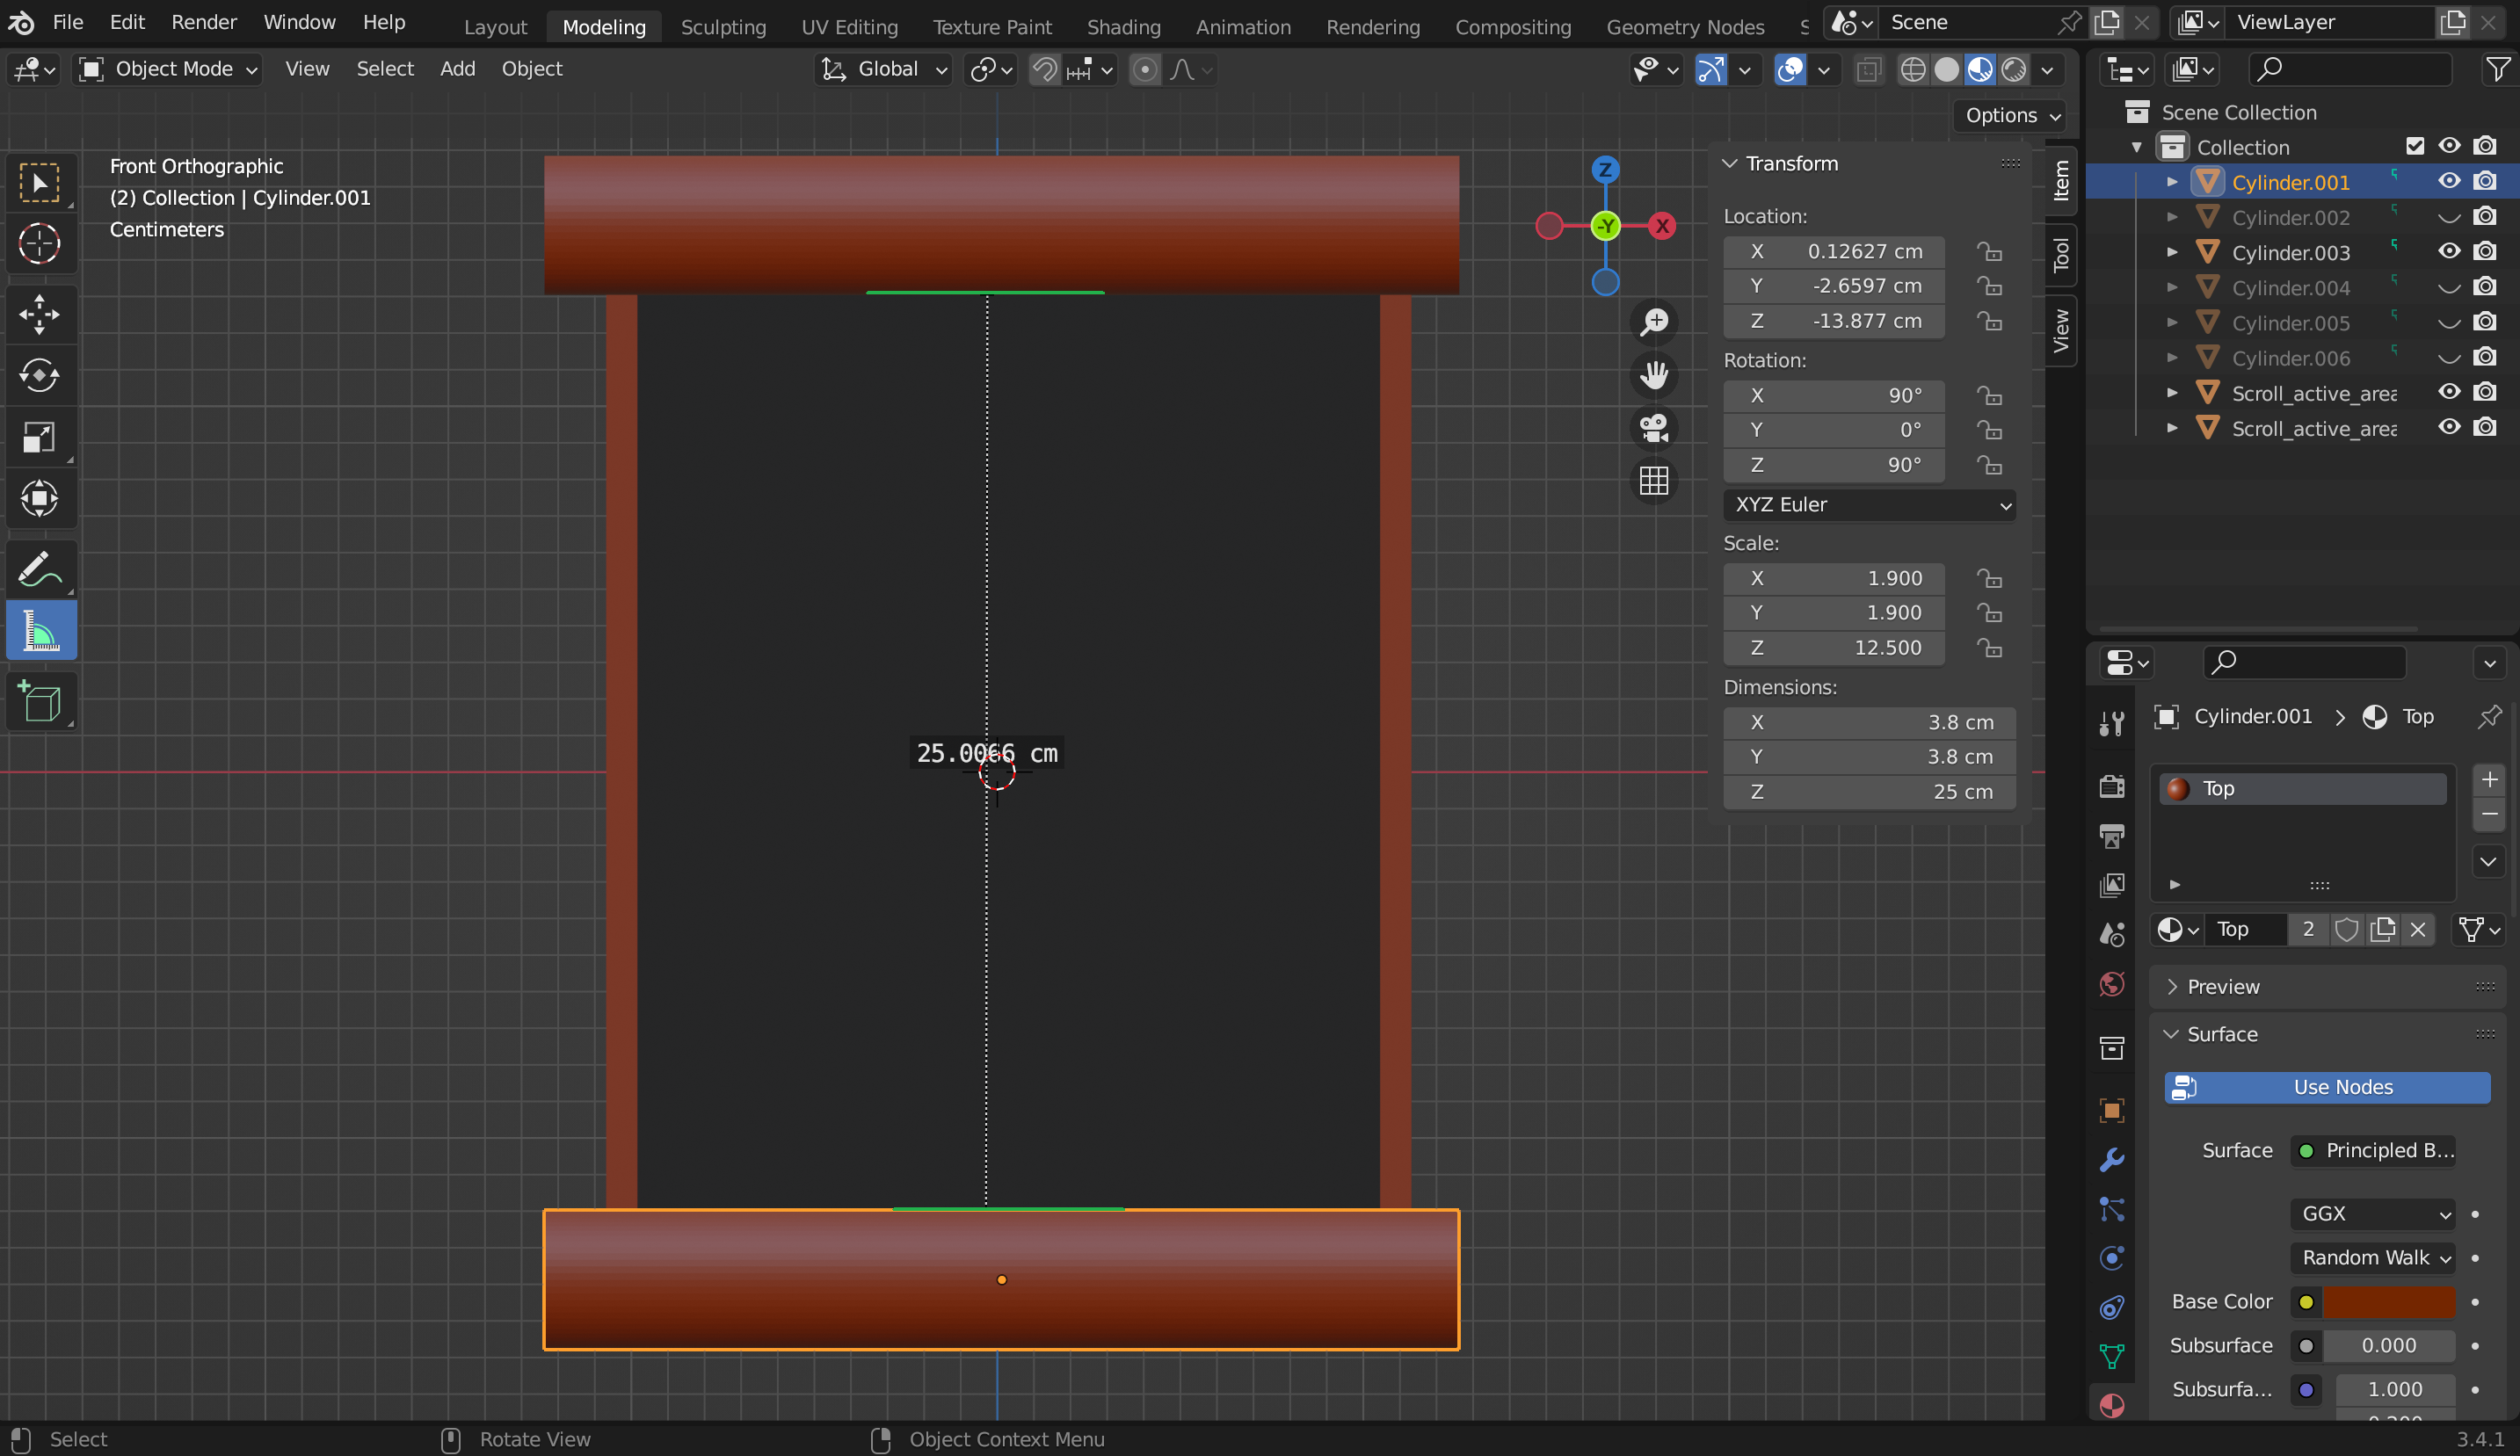 File Edit Render Window Help
Layout Modeling Sculpting UV Editing Texture Paint Shading Animation Rendering Compositing Geometry Nodes S
Scene
ViewLayer
Object Mode View Select Add Object
Global
Options
Front Orthographic
(2) Collection | Cylinder.001
Centimeters
Z
-Y
X
25.0066 cm
Transform
Location:
X 0.12627 cm
Y -2.6597 cm
Z -13.877 cm
Rotation:
X 90°
Y 0°
Z 90°
XYZ Euler
Scale:
X 1.900
Y 1.900
Z 12.500
Dimensions:
X 3.8 cm
Y 3.8 cm
Z 25 cm
Item
Tool
View
Scene Collection
Collection
Cylinder.001
Cylinder.002
Cylinder.003
Cylinder.004
Cylinder.005
Cylinder.006
Scroll_active_area
Scroll_active_area
Cylinder.001 > Top
Top
Top 2
Preview
Surface
Use Nodes
Surface Principled B...
GGX
Random Walk
Base Color
Subsurface 0.000
Subsurfa... 1.000
Select
Rotate View
Object Context Menu
3.4.1